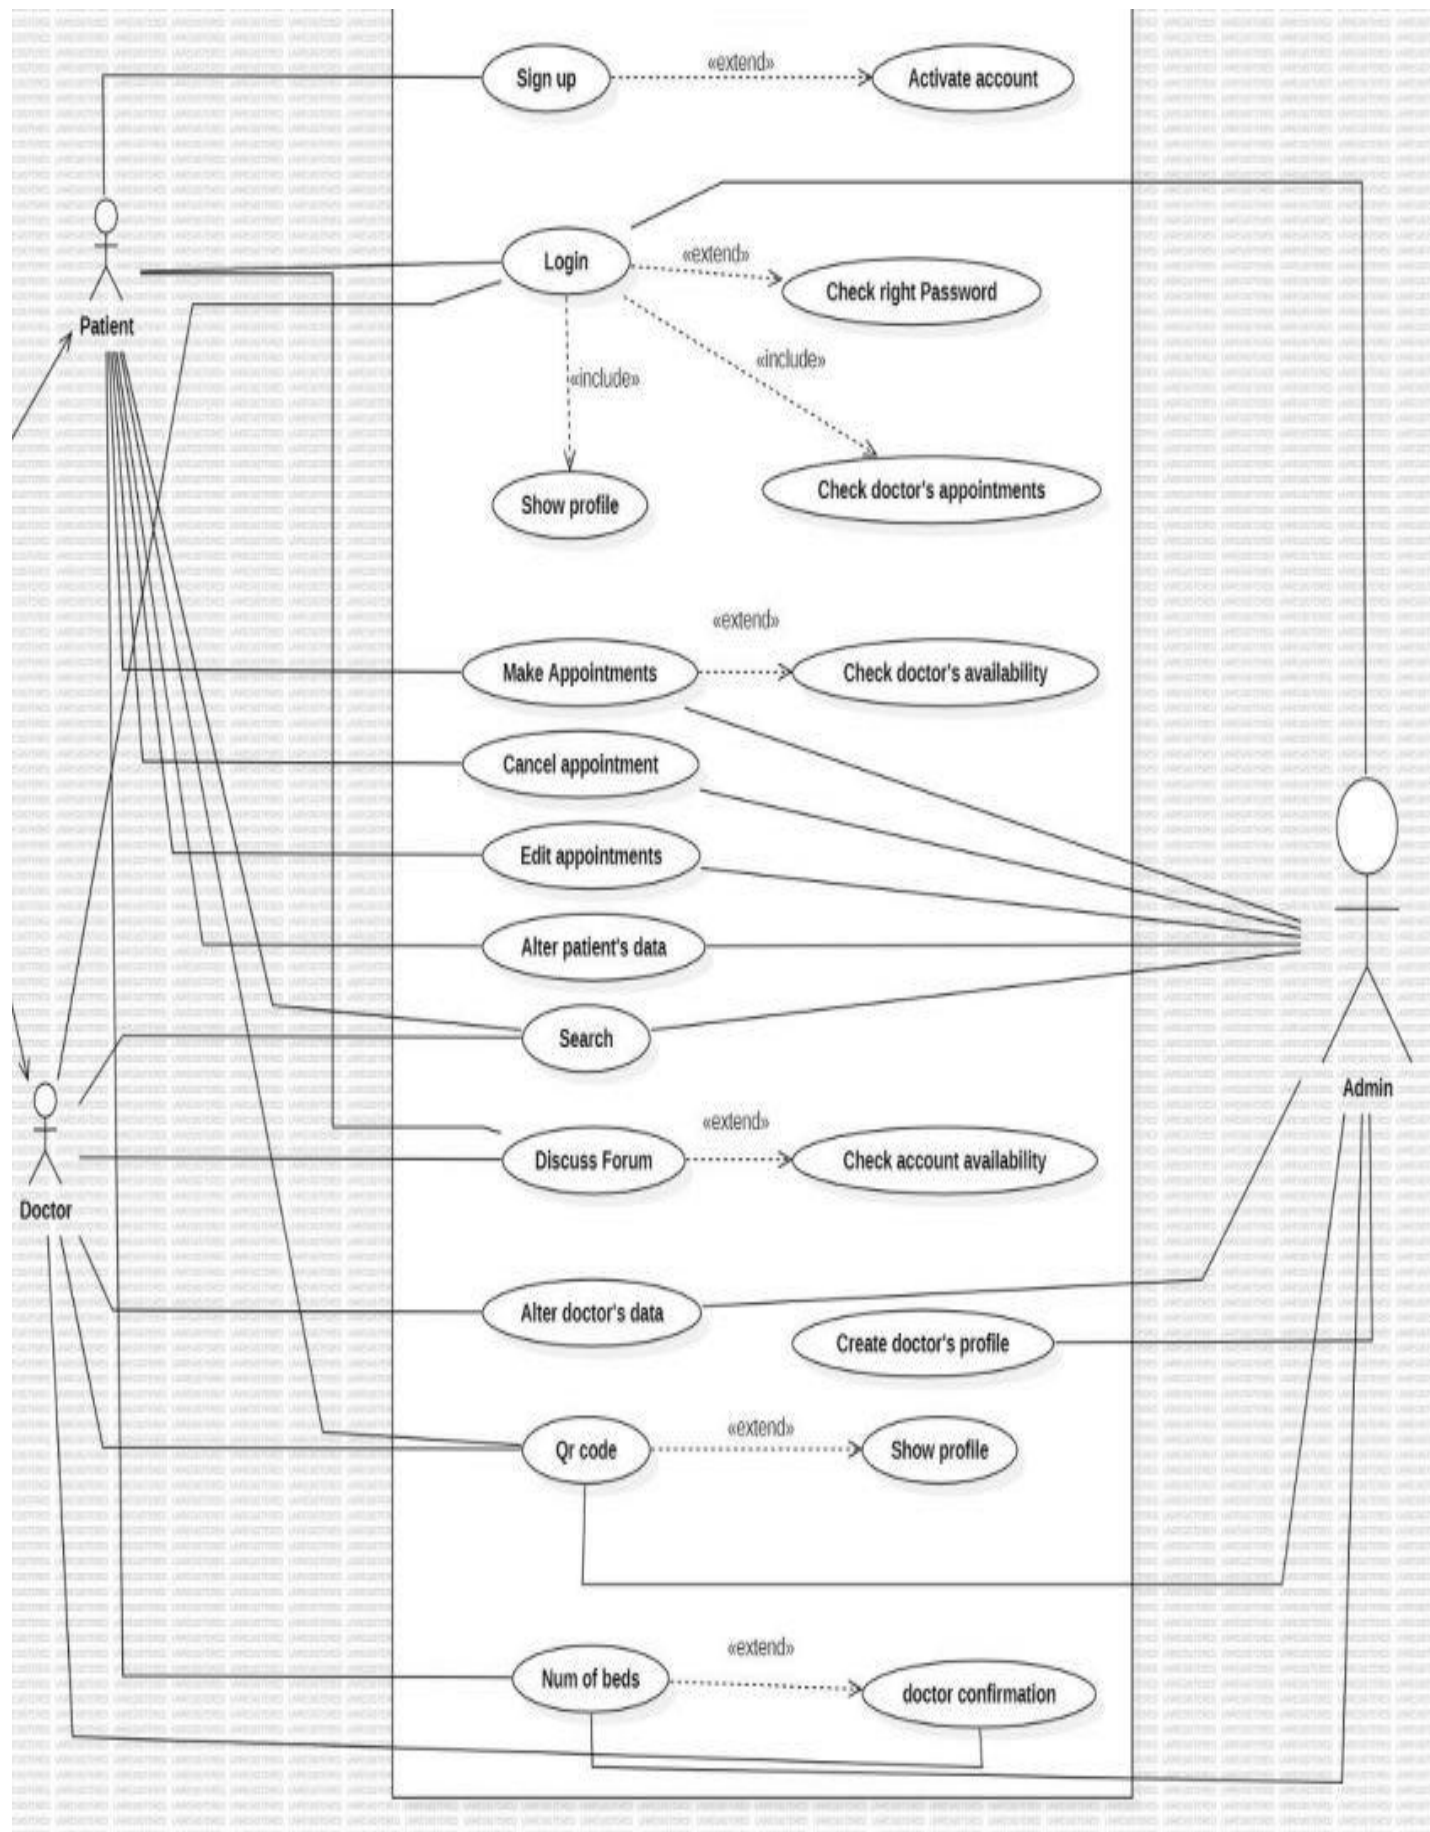 Sign up
«extend»
Activate account
Login
«extend»
Check right Password
Patient
«include»
«include»
Show profile
Check doctor's appointments
«extend»
Make Appointments
Check doctor's availability
Cancel appointment
Edit appointments
Alter patient's data
Search
Admin
«extend»
Discuss Forum
Check account availability
Doctor
Alter doctor's data
Create doctor's profile
«extend»
Qr code
Show profile
«extend»
Num of beds
doctor confirmation